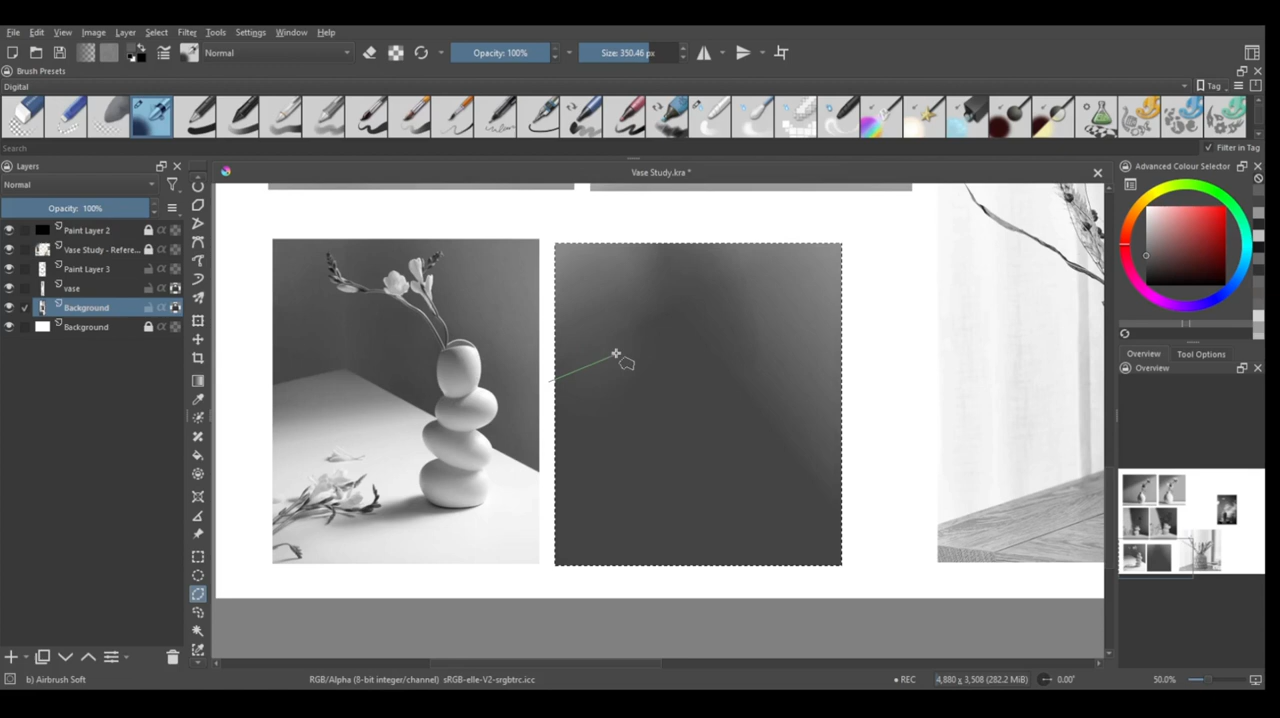 File Edit View Image Layer Select Filter Tools Settings Window Help
Normal Opacity: 100% Size: 350.46 px
Brush Presets
Digital Tag
Search Filter in Tag
Layers Vase Study.kra * Advanced Colour Selector
Normal
Opacity: 100%
Paint Layer 2
Vase Study - Refere...
Paint Layer 3
vase
Background
Background
Overview Tool Options
Overview
b) Airbrush Soft RGB/Alpha (8-bit integer/channel) sRGB-elle-V2-srgbtrc.icc REC 4,880 x 3,508 (282.2 MiB) 0.00° 50.0%